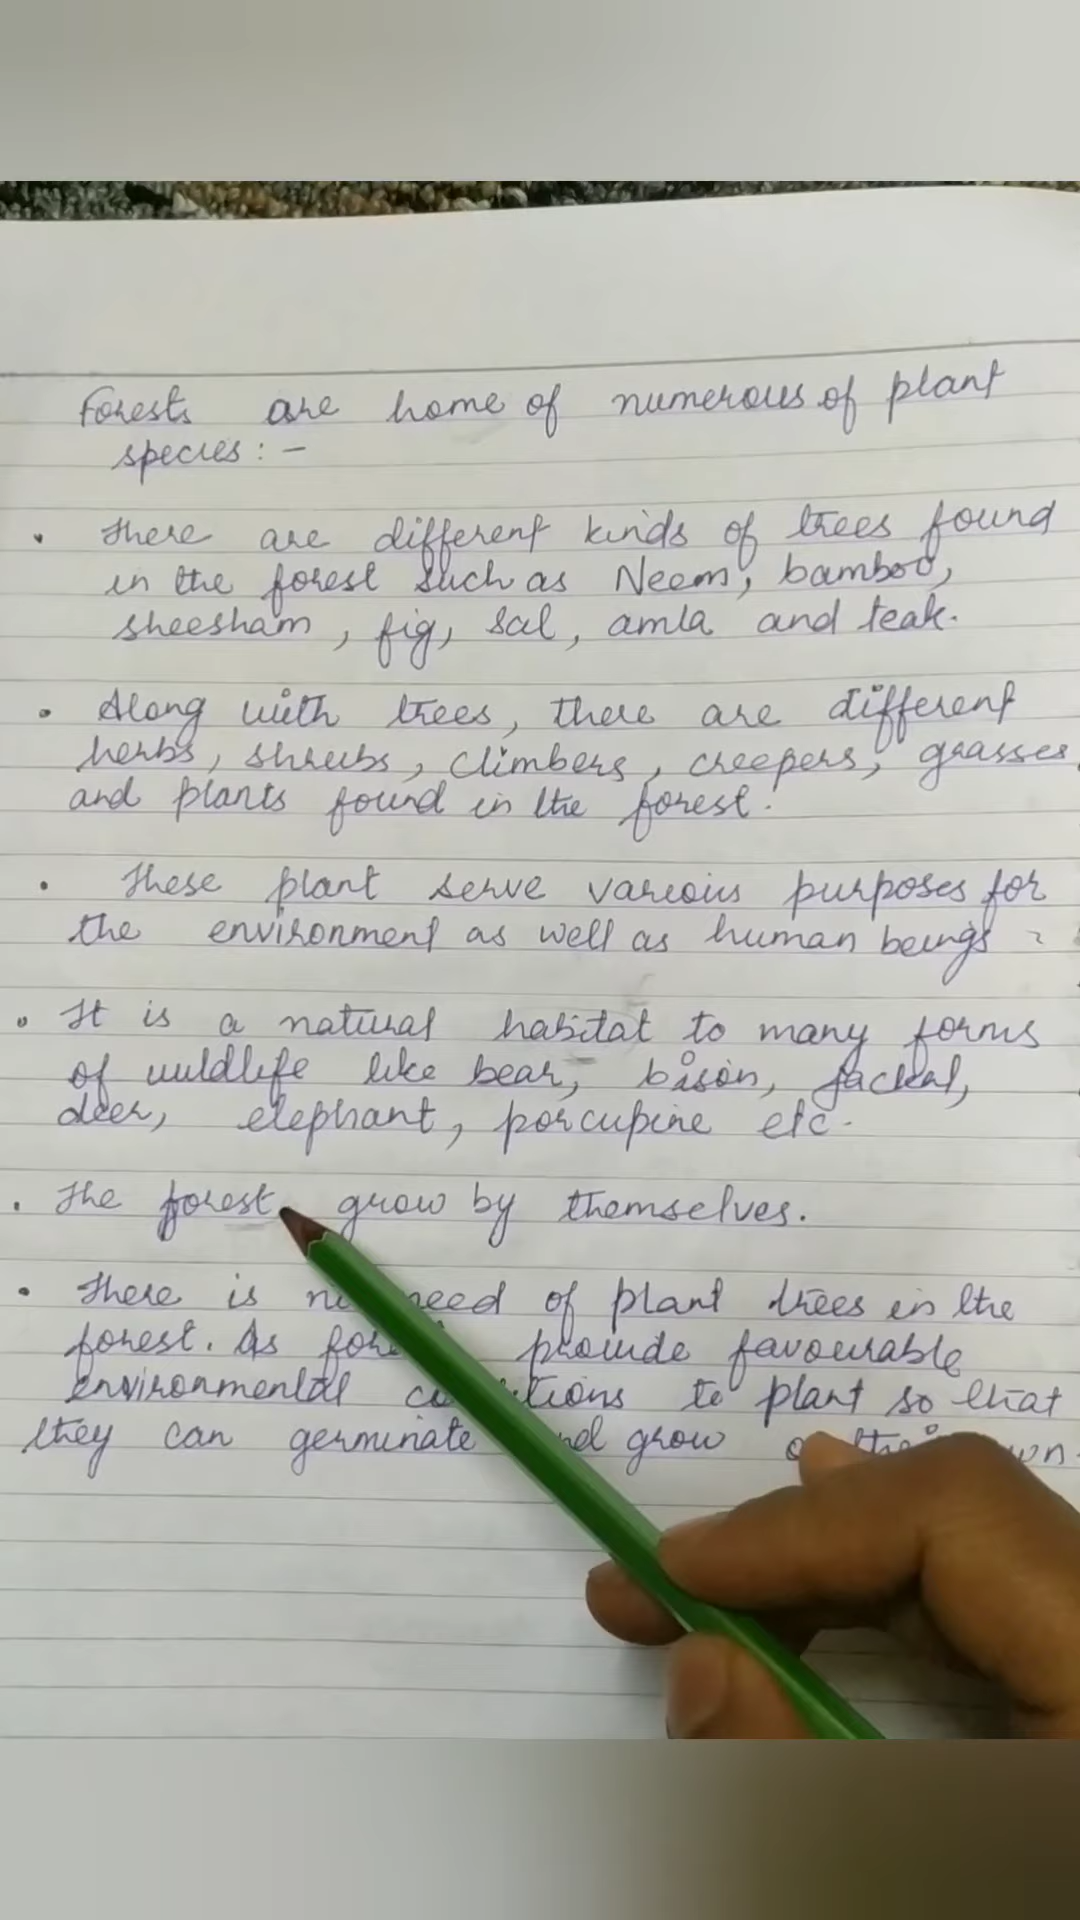 Forests are home of numerous of plant
species :-
• There are different kinds of trees found
in the forest such as Neem, bamboo,
sheesham, fig, sal, amla and teak.
• Along with trees, there are different
herbs, shrubs, climbers, creepers, grasses
and plants found in the forest.
• These plant serve various purposes for
the environment as well as human beings
• It is a natural habitat to many forms
of wildlife like bear, bison, jackal,
deer, elephant, porcupine etc.
• The forest grow by themselves.
• There is need of plant trees in the
forest. As provide favourable
environmental to plant so that
they can germinate grow